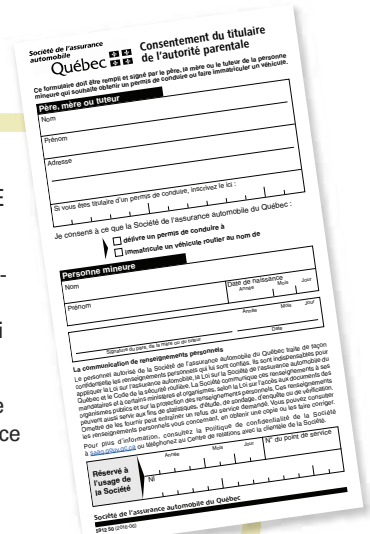 Société de l'assurance
automobile
Québec
Consentement du titulaire
de l'autorité parentale
Ce formulaire doit être rempli et signé par le père, la mère ou le tuteur de la personne
mineure qui souhaite obtenir un permis de conduire ou faire immatriculer un véhicule.
Père, mère ou tuteur
Nom
Prénom
Adresse
Si vous êtes titulaire d'un permis de conduire, inscrivez le ici :
Je consens à ce que la Société de l'assurance automobile du Québec :
délivre un permis de conduire à
immatricule un véhicule routier au nom de
Personne mineure
Nom
Date de naissance
Année Mois Jour
Prénom
Année Mois Jour
Signature du père, de la mère ou du tuteur
Date
La communication de renseignements personnels
Le personnel autorisé de la Société de l'assurance automobile du Québec traite de façon
confidentielle les renseignements personnels qui lui sont confiés. Ils sont indispensables pour
appliquer la Loi sur l'assurance automobile, la Loi sur la Société de l'assurance automobile du
Québec et le Code de la sécurité routière. La Société communique ces renseignements à ses
mandataires et à certains ministères et organismes, selon la Loi sur l'accès aux documents des
organismes publics et sur la protection des renseignements personnels. Ces renseignements
peuvent aussi servir aux fins de statistiques, d'étude, de sondage, d'enquête ou de vérification.
Omettre de les fournir peut entraîner un refus du service demandé. Vous pouvez consulter
les renseignements personnels vous concernant, en obtenir une copie ou les faire corriger.
Pour plus d'information, consultez la Politique de confidentialité de la Société
à saaq.gouv.qc.ca ou téléphonez au Centre de relations avec la clientèle de la Société.
Réservé à
l'usage de
la Société
Année Mois Jour
N° du point de service
NI
Société de l'assurance automobile du Québec
E
-
i
e
ce